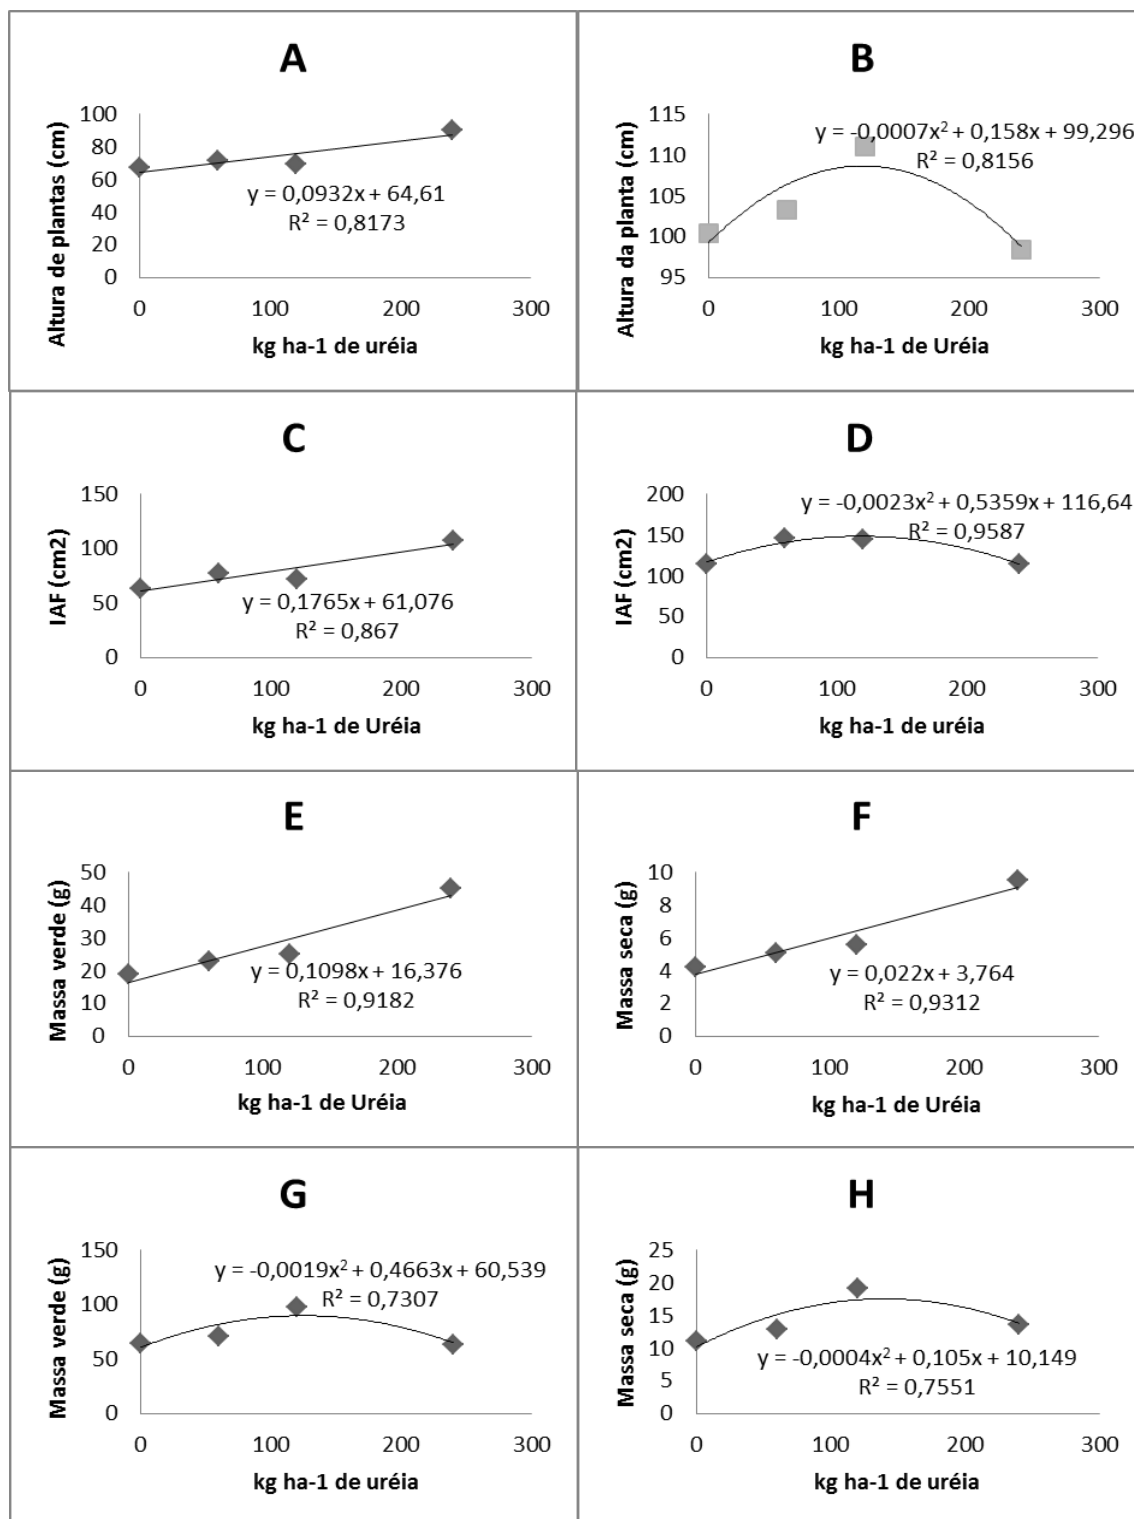 A
Altura de plantas (cm)
100
80
60
40
20
0
y = 0,0932x + 64,61
R² = 0,8173
0 100 200 300
kg ha-1 de uréia
B
Altura da planta (cm)
115
110
105
100
95
y = -0,0007x² + 0,158x + 99,296
R² = 0,8156
0 100 200 300
kg ha-1 de Uréia
C
IAF (cm2)
150
100
50
0
y = 0,1765x + 61,076
R² = 0,867
0 100 200 300
kg ha-1 de Uréia
D
IAF (cm2)
200
150
100
50
0
y = -0,0023x² + 0,5359x + 116,64
R² = 0,9587
0 100 200 300
kg ha-1 de Uréia
E
Massa verde (g)
50
40
30
20
10
0
y = 0,1098x + 16,376
R² = 0,9182
0 100 200 300
kg ha-1 de Uréia
F
Massa seca (g)
10
8
6
4
2
0
y = 0,022x + 3,764
R² = 0,9312
0 100 200 300
kg ha-1 de Uréia
G
Massa verde (g)
150
100
50
0
y = -0,0019x² + 0,4663x + 60,539
R² = 0,7307
0 100 200 300
kg ha-1 de uréia
H
Massa seca (g)
25
20
15
10
5
0
y = -0,0004x² + 0,105x + 10,149
R² = 0,7551
0 100 200 300
kg ha-1 de uréia